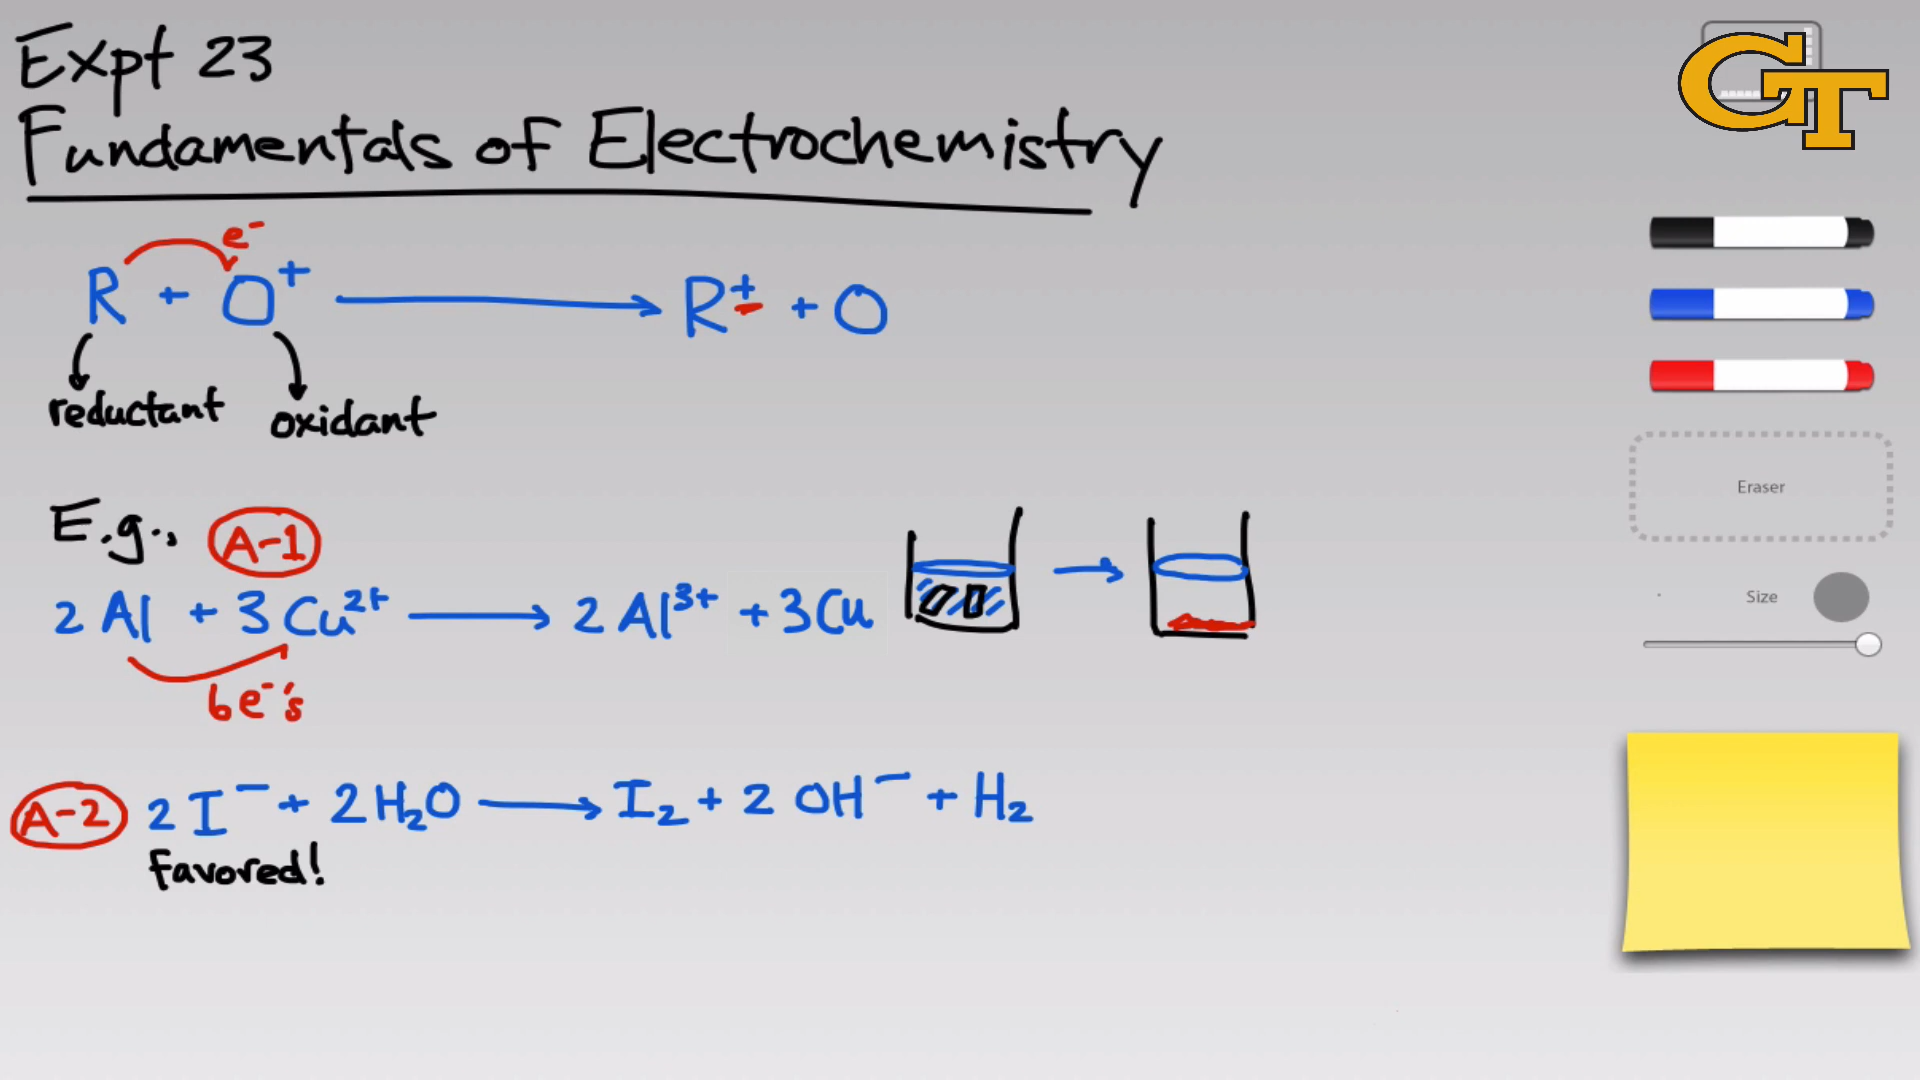 Expt 23
Fundamentals of Electrochemistry
GT
e⁻
R + O⁺ → R⁺ + O
reductant oxidant
E.g., A-1
2 Al + 3 Cu²⁺ → 2 Al³⁺ + 3 Cu
6e⁻'s
A-2 2 I⁻ + 2 H₂O → I₂ + 2 OH⁻ + H₂
favored!
Eraser
Size